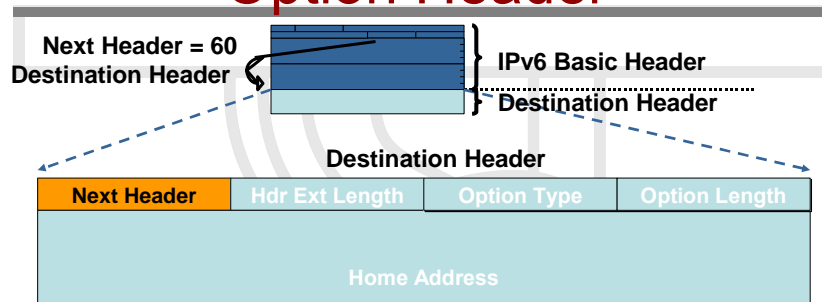 Option Header
Next Header = 60
Destination Header
IPv6 Basic Header
Destination Header
Destination Header
Next Header Hdr Ext Length Option Type Option Length
Home Address